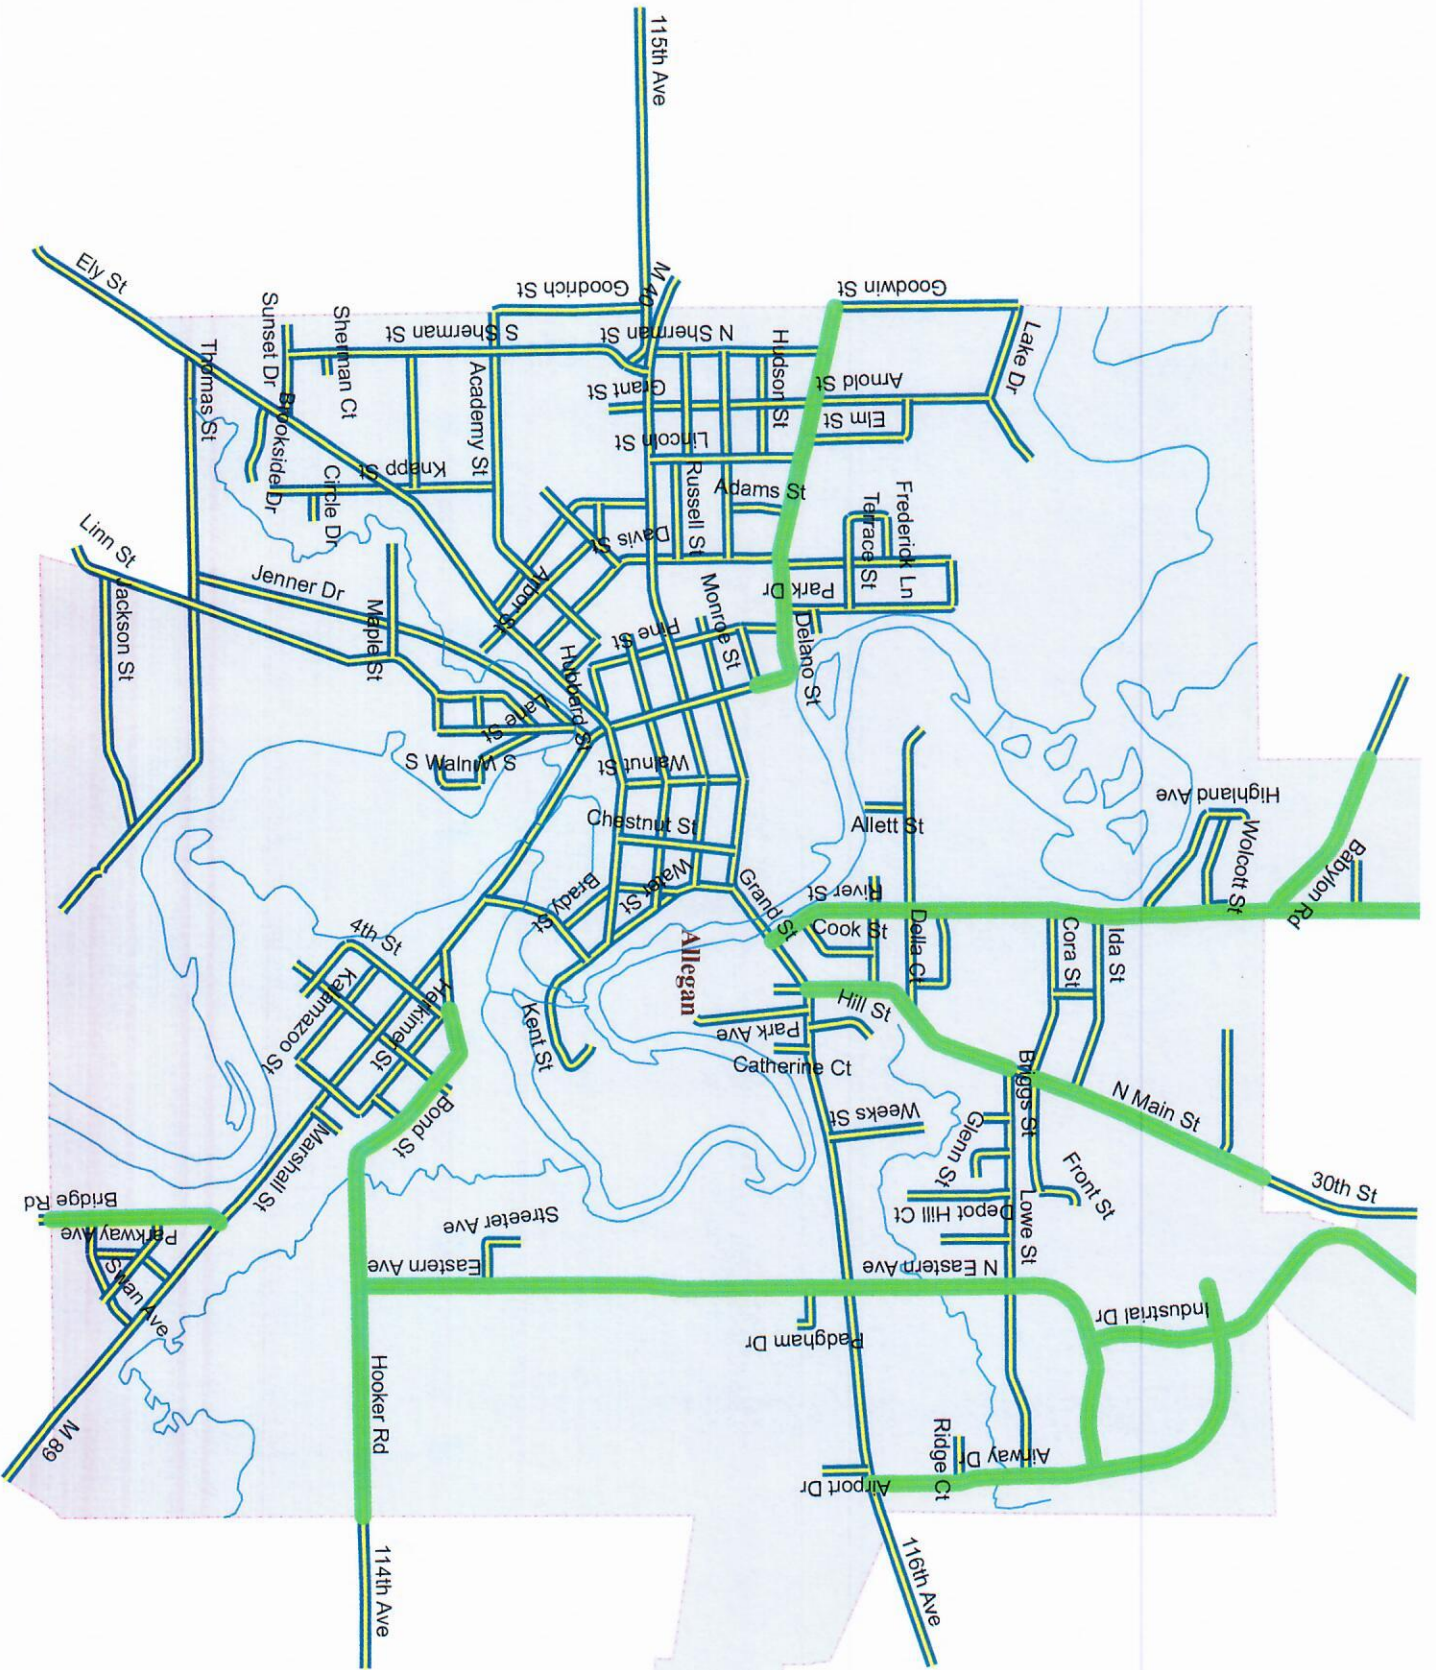 115th Ave
M 40
Ely St
Goodrich St
Goodwin St
Lake Dr
Sunset Dr
Sherman Ct
S Sherman St
N Sherman St
Hudson St
Thomas St
Academy St
Grant St
Arnold St
Elm St
Brookside Dr
Lincoln St
Knapp St
Circle Dr
Russell St
Adams St
Terrace St
Frederick Ln
Linn St
Davis St
Jenner Dr
Arbor St
Park Dr
Jackson St
Maple St
Monroe St
Pine St
Delano St
Hubbard St
Lane St
S Walnut St
Walnut St
Chestnut St
Allett St
Highland Ave
Wolcott St
Babylon Rd
Brady St
Water St
Grand St
River St
Cook St
Della Ct
Cora St
Ida St
4th St
Allegan
Kalamazoo St
Harkimer St
Kent St
Hill St
Park Ave
Catherine Ct
Briggs St
N Main St
Weeks St
Glenn St
Bond St
Marshall St
Front St
30th St
Bridge Rd
Parkway Ave
Streeter Ave
Depot Hill Ct
Lowe St
Swan Ave
Eastern Ave
N Eastern Ave
Padgham Dr
Industrial Dr
Hooker Rd
M 89
Ridge Ct
Airway Dr
Airport Dr
114th Ave
116th Ave